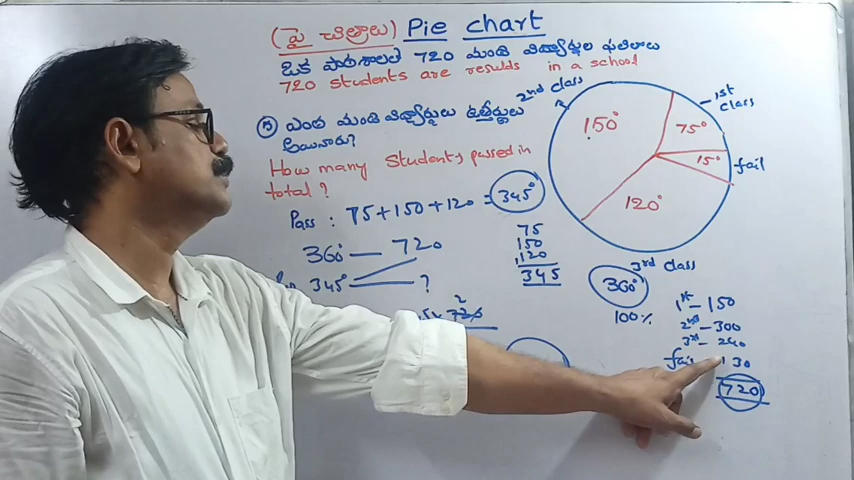 (పై చిత్రాలు) Pie chart
ఒక పాఠశాలలో 720 మంది విద్యార్థుల ఫలితాలు
720 students are results in a school
ఎంత మంది విద్యార్థులు ఉత్తీర్ణులు
అయినారు?
How many Students passed in
total?
Pass : 75+150+120 = 345°
360° — 720
345° — ?
75
150
120
345
2nd class
1st
class
150°
75°
15°
fail
120°
3rd class
360°
100%
1st - 150
2nd - 300
3rd - 240
fail 30
720
2
720